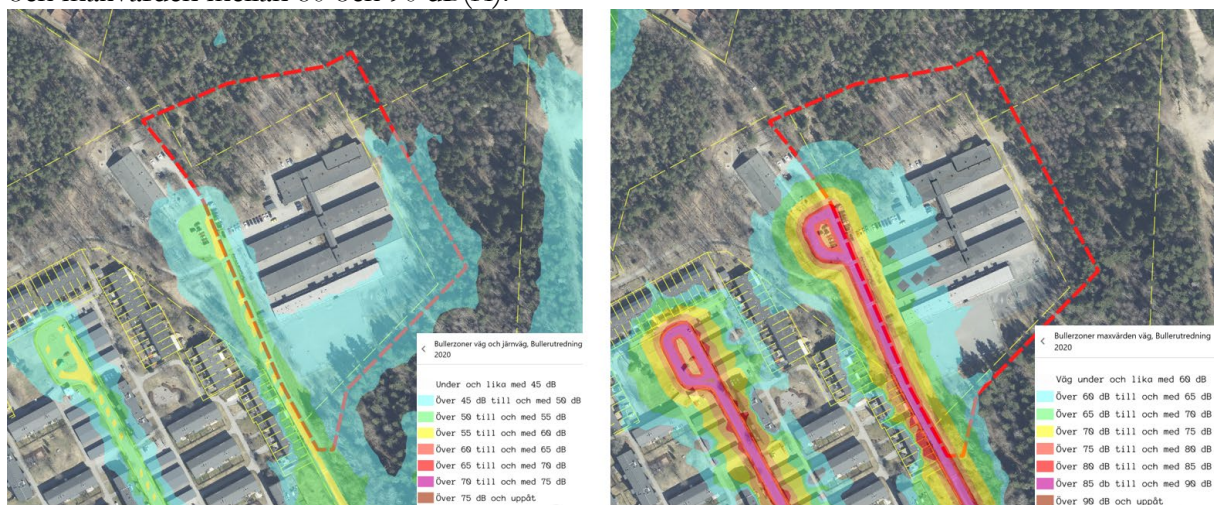 och maxvärden mellan 60 och 90 dB(A).
Bullerzoner väg och järnväg, Bullerutredning
2020
Under och lika med 45 dB
Över 45 dB till och med 50 dB
Över 50 till och med 55 dB
Över 55 till och med 60 dB
Över 60 till och med 65 dB
Över 65 till och med 70 dB
Över 70 till och med 75 dB
Över 75 dB och uppåt
Bullerzoner maxvärden väg, Bullerutredning
2020
Väg under och lika med 60 dB
Över 60 dB till och med 65 dB
Över 65 dB till och med 70 dB
Över 70 dB till och med 75 dB
Över 75 dB till och med 80 dB
Över 80 dB till och med 85 dB
Över 85 db till och med 90 dB
Över 90 dB och uppåt